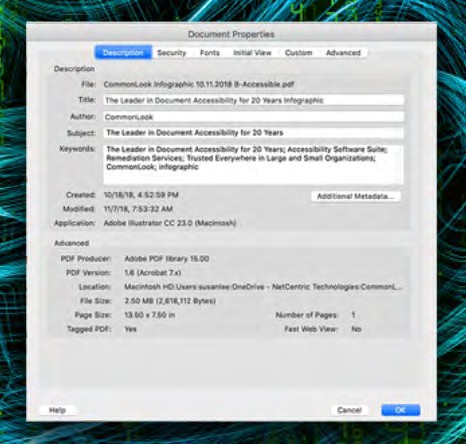 Document Properties
Description Security Fonts Initial View Custom Advanced
Description
File: CommonLook Infographic 10.11.2018 B-Accessible.pdf
Title: The Leader in Document Accessibility for 20 Years Infographic
Author: CommonLook
Subject: The Leader in Document Accessibility for 20 Years
Keywords: The Leader in Document Accessibility for 20 Years; Accessibility Software Suite;
Remediation Services; Trusted Everywhere in Large and Small Organizations;
CommonLook; infographic
Created: 10/18/18, 4:52:59 PM Additional Metadata...
Modified: 11/7/18, 7:53:32 AM
Application: Adobe Illustrator CC 23.0 (Macintosh)
Advanced
PDF Producer: Adobe PDF library 15.00
PDF Version: 1.6 (Acrobat 7.x)
Location: Macintosh HD:Users:susanlee:OneDrive - NetCentric Technologies:CommonL...
File Size: 2.50 MB (2,618,112 Bytes)
Page Size: 13.50 x 7.50 in Number of Pages: 1
Tagged PDF: Yes Fast Web View: No
Help Cancel OK